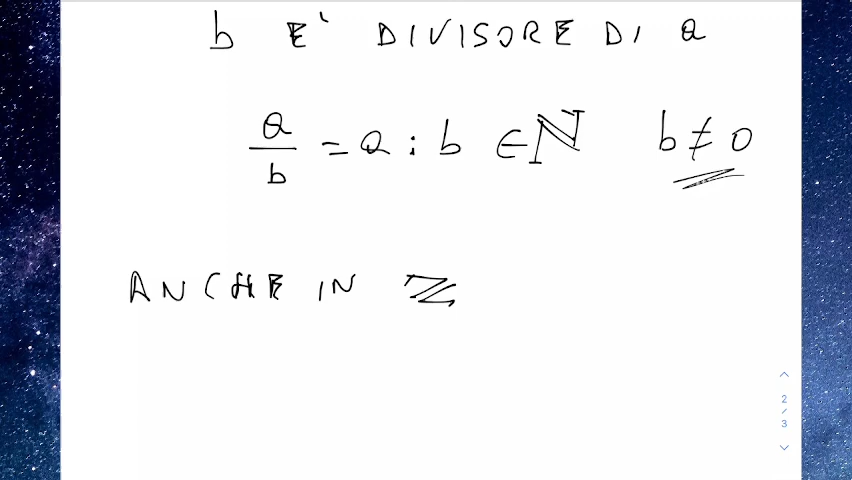 b E' DIVISORE DI a
a/b = a : b ∈ ℕ b ≠ 0
ANCHE IN ℤ
2
/
3